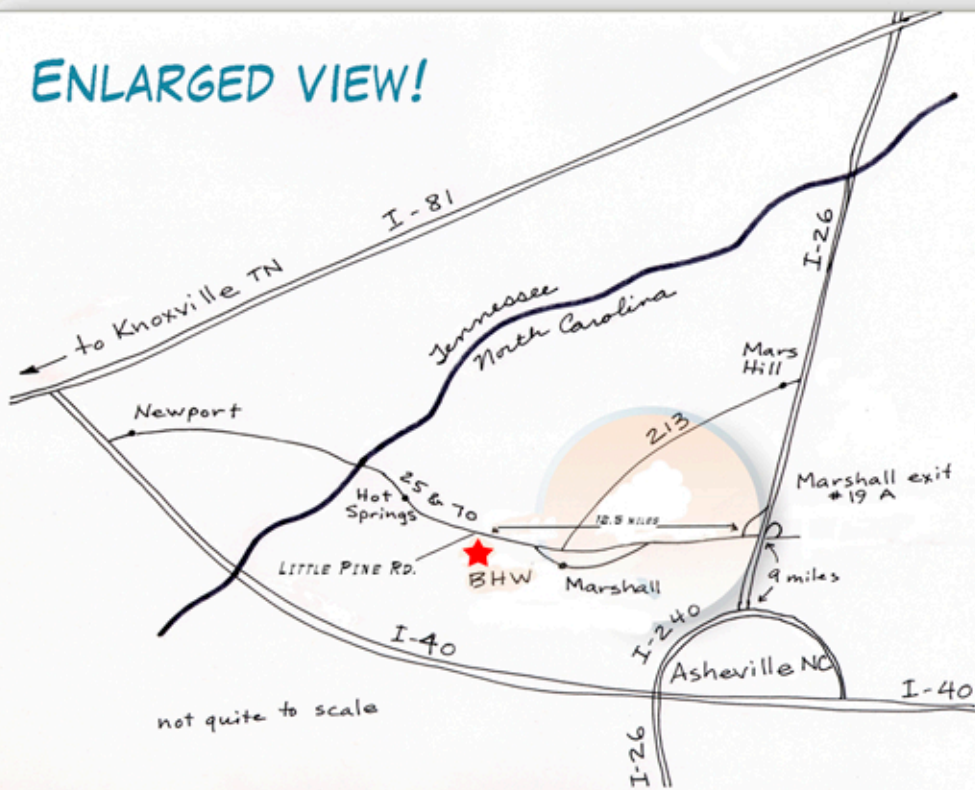 ENLARGED VIEW!
I-81
to Knoxville TN
I-26
Tennessee
North Carolina
Mars
Hill
Newport
213
Marshall exit
#19 A
25 & 70
Hot
Springs
12.5 MILES
LITTLE PINE RD.
BHW
Marshall
9 miles
I-240
I-40
Asheville NC
I-40
not quite to scale
I-26